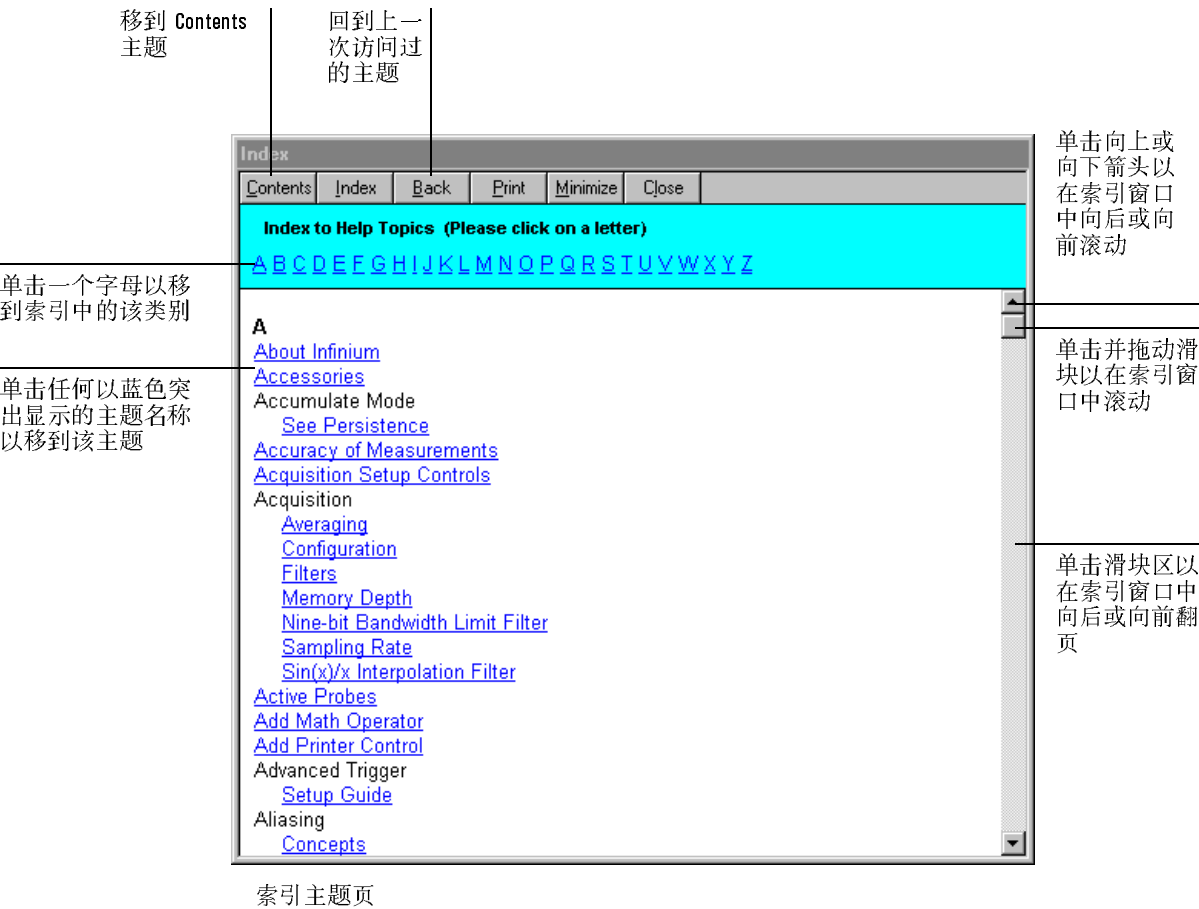 移到 Contents
主题
回到上一
次访问过
的主题
Index
Contents Index Back Print Minimize Close
Index to Help Topics (Please click on a letter)
A B C D E F G H I J K L M N O P Q R S T U V W X Y Z
单击向上或
向下箭头以
在索引窗口
中向后或向
前滚动
单击一个字母以移
到索引中的该类别
单击任何以蓝色突
出显示的主题名称
以移到该主题
A
About Infinium
Accessories
Accumulate Mode
See Persistence
Accuracy of Measurements
Acquisition Setup Controls
Acquisition
Averaging
Configuration
Filters
Memory Depth
Nine-bit Bandwidth Limit Filter
Sampling Rate
Sin(x)/x Interpolation Filter
Active Probes
Add Math Operator
Add Printer Control
Advanced Trigger
Setup Guide
Aliasing
Concepts
单击并拖动滑
块以在索引窗
口中滚动
单击滑块区以
在索引窗口中
向后或向前翻
页
索引主题页